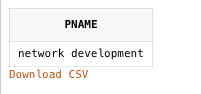 PNAME
network development
Download CSV